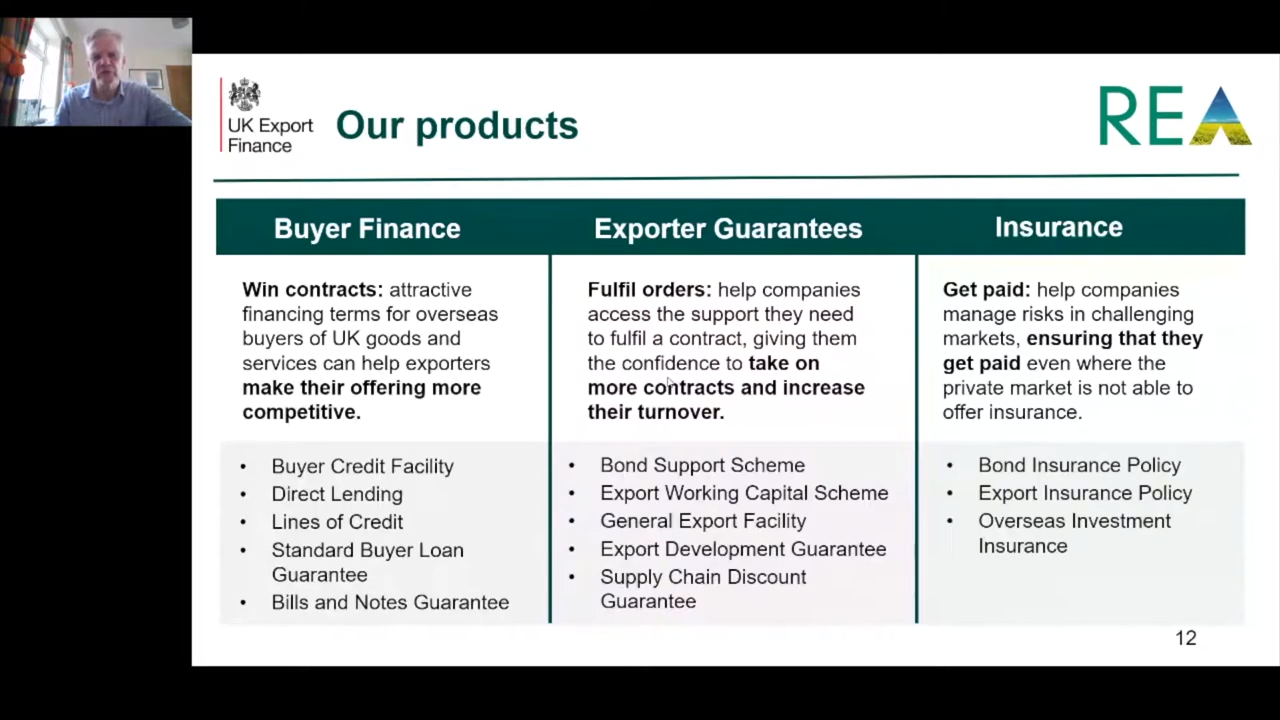 UK Export
Finance
Our products
REA
Buyer Finance
Win contracts: attractive
financing terms for overseas
buyers of UK goods and
services can help exporters
make their offering more
competitive.
• Buyer Credit Facility
• Direct Lending
• Lines of Credit
• Standard Buyer Loan
Guarantee
• Bills and Notes Guarantee
Exporter Guarantees
Fulfil orders: help companies
access the support they need
to fulfil a contract, giving them
the confidence to take on
more contracts and increase
their turnover.
• Bond Support Scheme
• Export Working Capital Scheme
• General Export Facility
• Export Development Guarantee
• Supply Chain Discount
Guarantee
Insurance
Get paid: help companies
manage risks in challenging
markets, ensuring that they
get paid even where the
private market is not able to
offer insurance.
• Bond Insurance Policy
• Export Insurance Policy
• Overseas Investment
Insurance
12